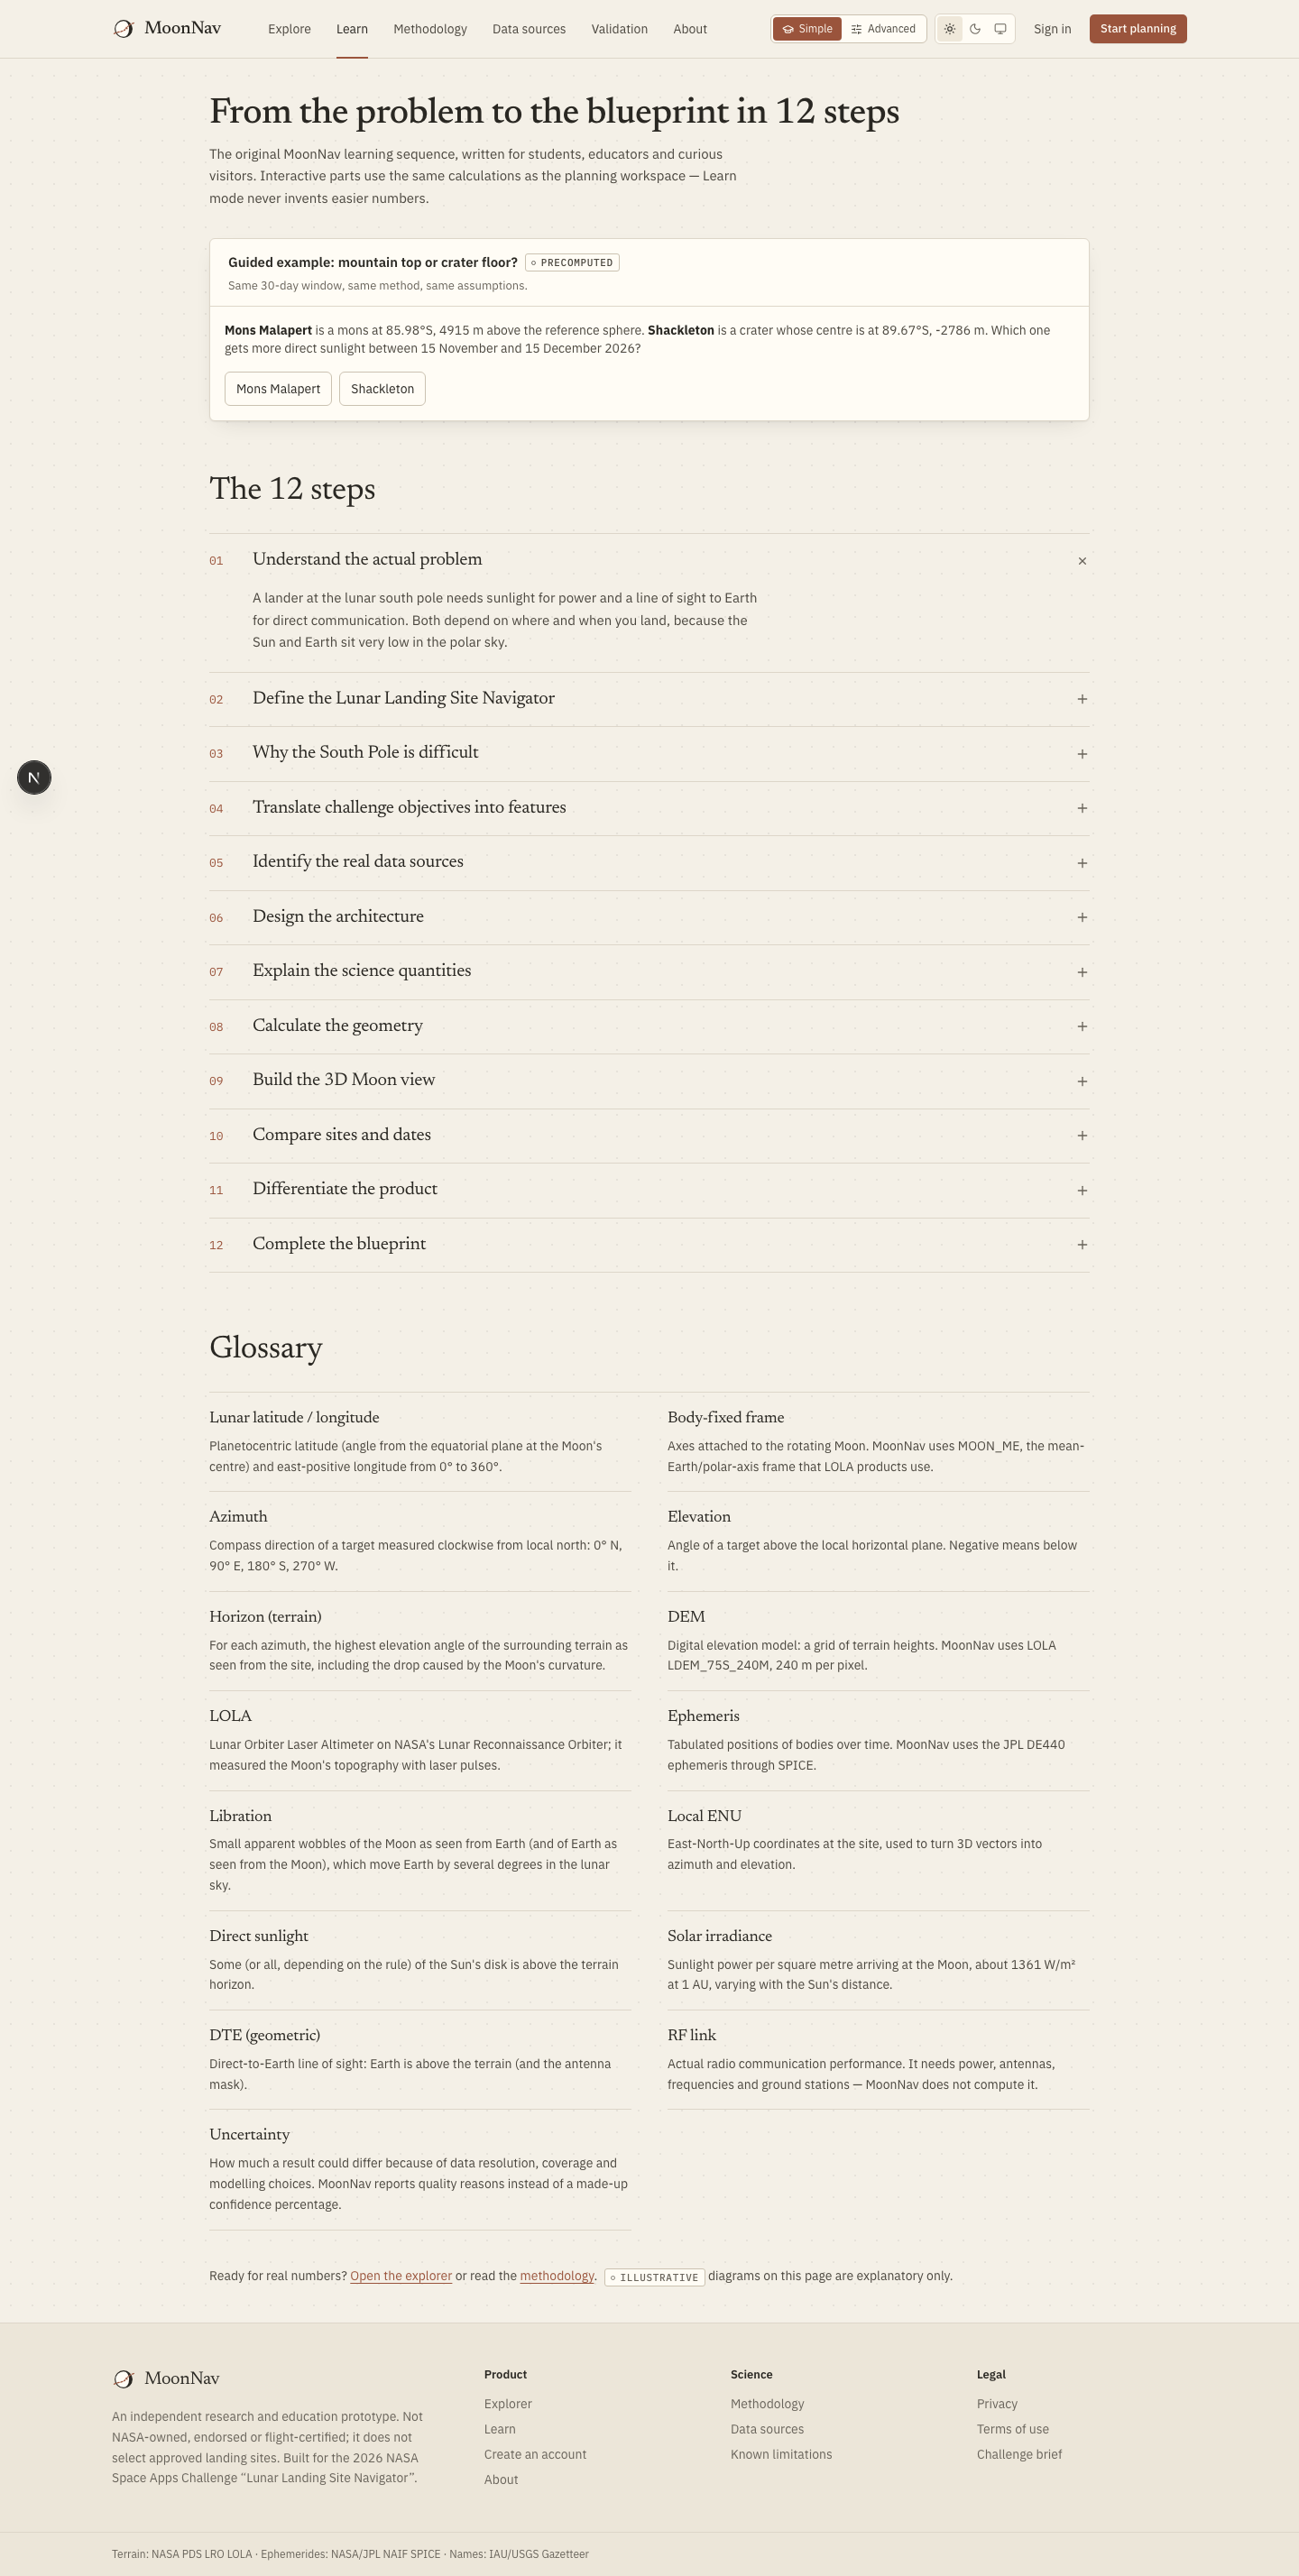 MoonNav
Explore
Learn
Methodology
Data sources
Validation
About
Simple
Advanced
Sign in
Start planning
From the problem to the blueprint in 12 steps
The original MoonNav learning sequence, written for students, educators and curious
visitors. Interactive parts use the same calculations as the planning workspace — Learn
mode never invents easier numbers.
Guided example: mountain top or crater floor? PRECOMPUTED
Same 30-day window, same method, same assumptions.
Mons Malapert is a mons at 85.98°S, 4915 m above the reference sphere. Shackleton is a crater whose centre is at 89.67°S, -2786 m. Which one
gets more direct sunlight between 15 November and 15 December 2026?
Mons Malapert
Shackleton
The 12 steps
01 Understand the actual problem
A lander at the lunar south pole needs sunlight for power and a line of sight to Earth
for direct communication. Both depend on where and when you land, because the
Sun and Earth sit very low in the polar sky.
02 Define the Lunar Landing Site Navigator
03 Why the South Pole is difficult
04 Translate challenge objectives into features
05 Identify the real data sources
06 Design the architecture
07 Explain the science quantities
08 Calculate the geometry
09 Build the 3D Moon view
10 Compare sites and dates
11 Differentiate the product
12 Complete the blueprint
Glossary
Lunar latitude / longitude
Planetocentric latitude (angle from the equatorial plane at the Moon's
centre) and east-positive longitude from 0° to 360°.
Body-fixed frame
Axes attached to the rotating Moon. MoonNav uses MOON_ME, the mean-
Earth/polar-axis frame that LOLA products use.
Azimuth
Compass direction of a target measured clockwise from local north: 0° N,
90° E, 180° S, 270° W.
Elevation
Angle of a target above the local horizontal plane. Negative means below
it.
Horizon (terrain)
For each azimuth, the highest elevation angle of the surrounding terrain as
seen from the site, including the drop caused by the Moon's curvature.
DEM
Digital elevation model: a grid of terrain heights. MoonNav uses LOLA
LDEM_75S_240M, 240 m per pixel.
LOLA
Lunar Orbiter Laser Altimeter on NASA's Lunar Reconnaissance Orbiter; it
measured the Moon's topography with laser pulses.
Ephemeris
Tabulated positions of bodies over time. MoonNav uses the JPL DE440
ephemeris through SPICE.
Libration
Small apparent wobbles of the Moon as seen from Earth (and of Earth as
seen from the Moon), which move Earth by several degrees in the lunar
sky.
Local ENU
East-North-Up coordinates at the site, used to turn 3D vectors into
azimuth and elevation.
Direct sunlight
Some (or all, depending on the rule) of the Sun's disk is above the terrain
horizon.
Solar irradiance
Sunlight power per square metre arriving at the Moon, about 1361 W/m²
at 1 AU, varying with the Sun's distance.
DTE (geometric)
Direct-to-Earth line of sight: Earth is above the terrain (and the antenna
mask).
RF link
Actual radio communication performance. It needs power, antennas,
frequencies and ground stations — MoonNav does not compute it.
Uncertainty
How much a result could differ because of data resolution, coverage and
modelling choices. MoonNav reports quality reasons instead of a made-up
confidence percentage.
Ready for real numbers? Open the explorer or read the methodology. ILLUSTRATIVE diagrams on this page are explanatory only.
MoonNav
An independent research and education prototype. Not
NASA-owned, endorsed or flight-certified; it does not
select approved landing sites. Built for the 2026 NASA
Space Apps Challenge “Lunar Landing Site Navigator”.
Product
Explorer
Learn
Create an account
About
Science
Methodology
Data sources
Known limitations
Legal
Privacy
Terms of use
Challenge brief
Terrain: NASA PDS LRO LOLA · Ephemerides: NASA/JPL NAIF SPICE · Names: IAU/USGS Gazetteer